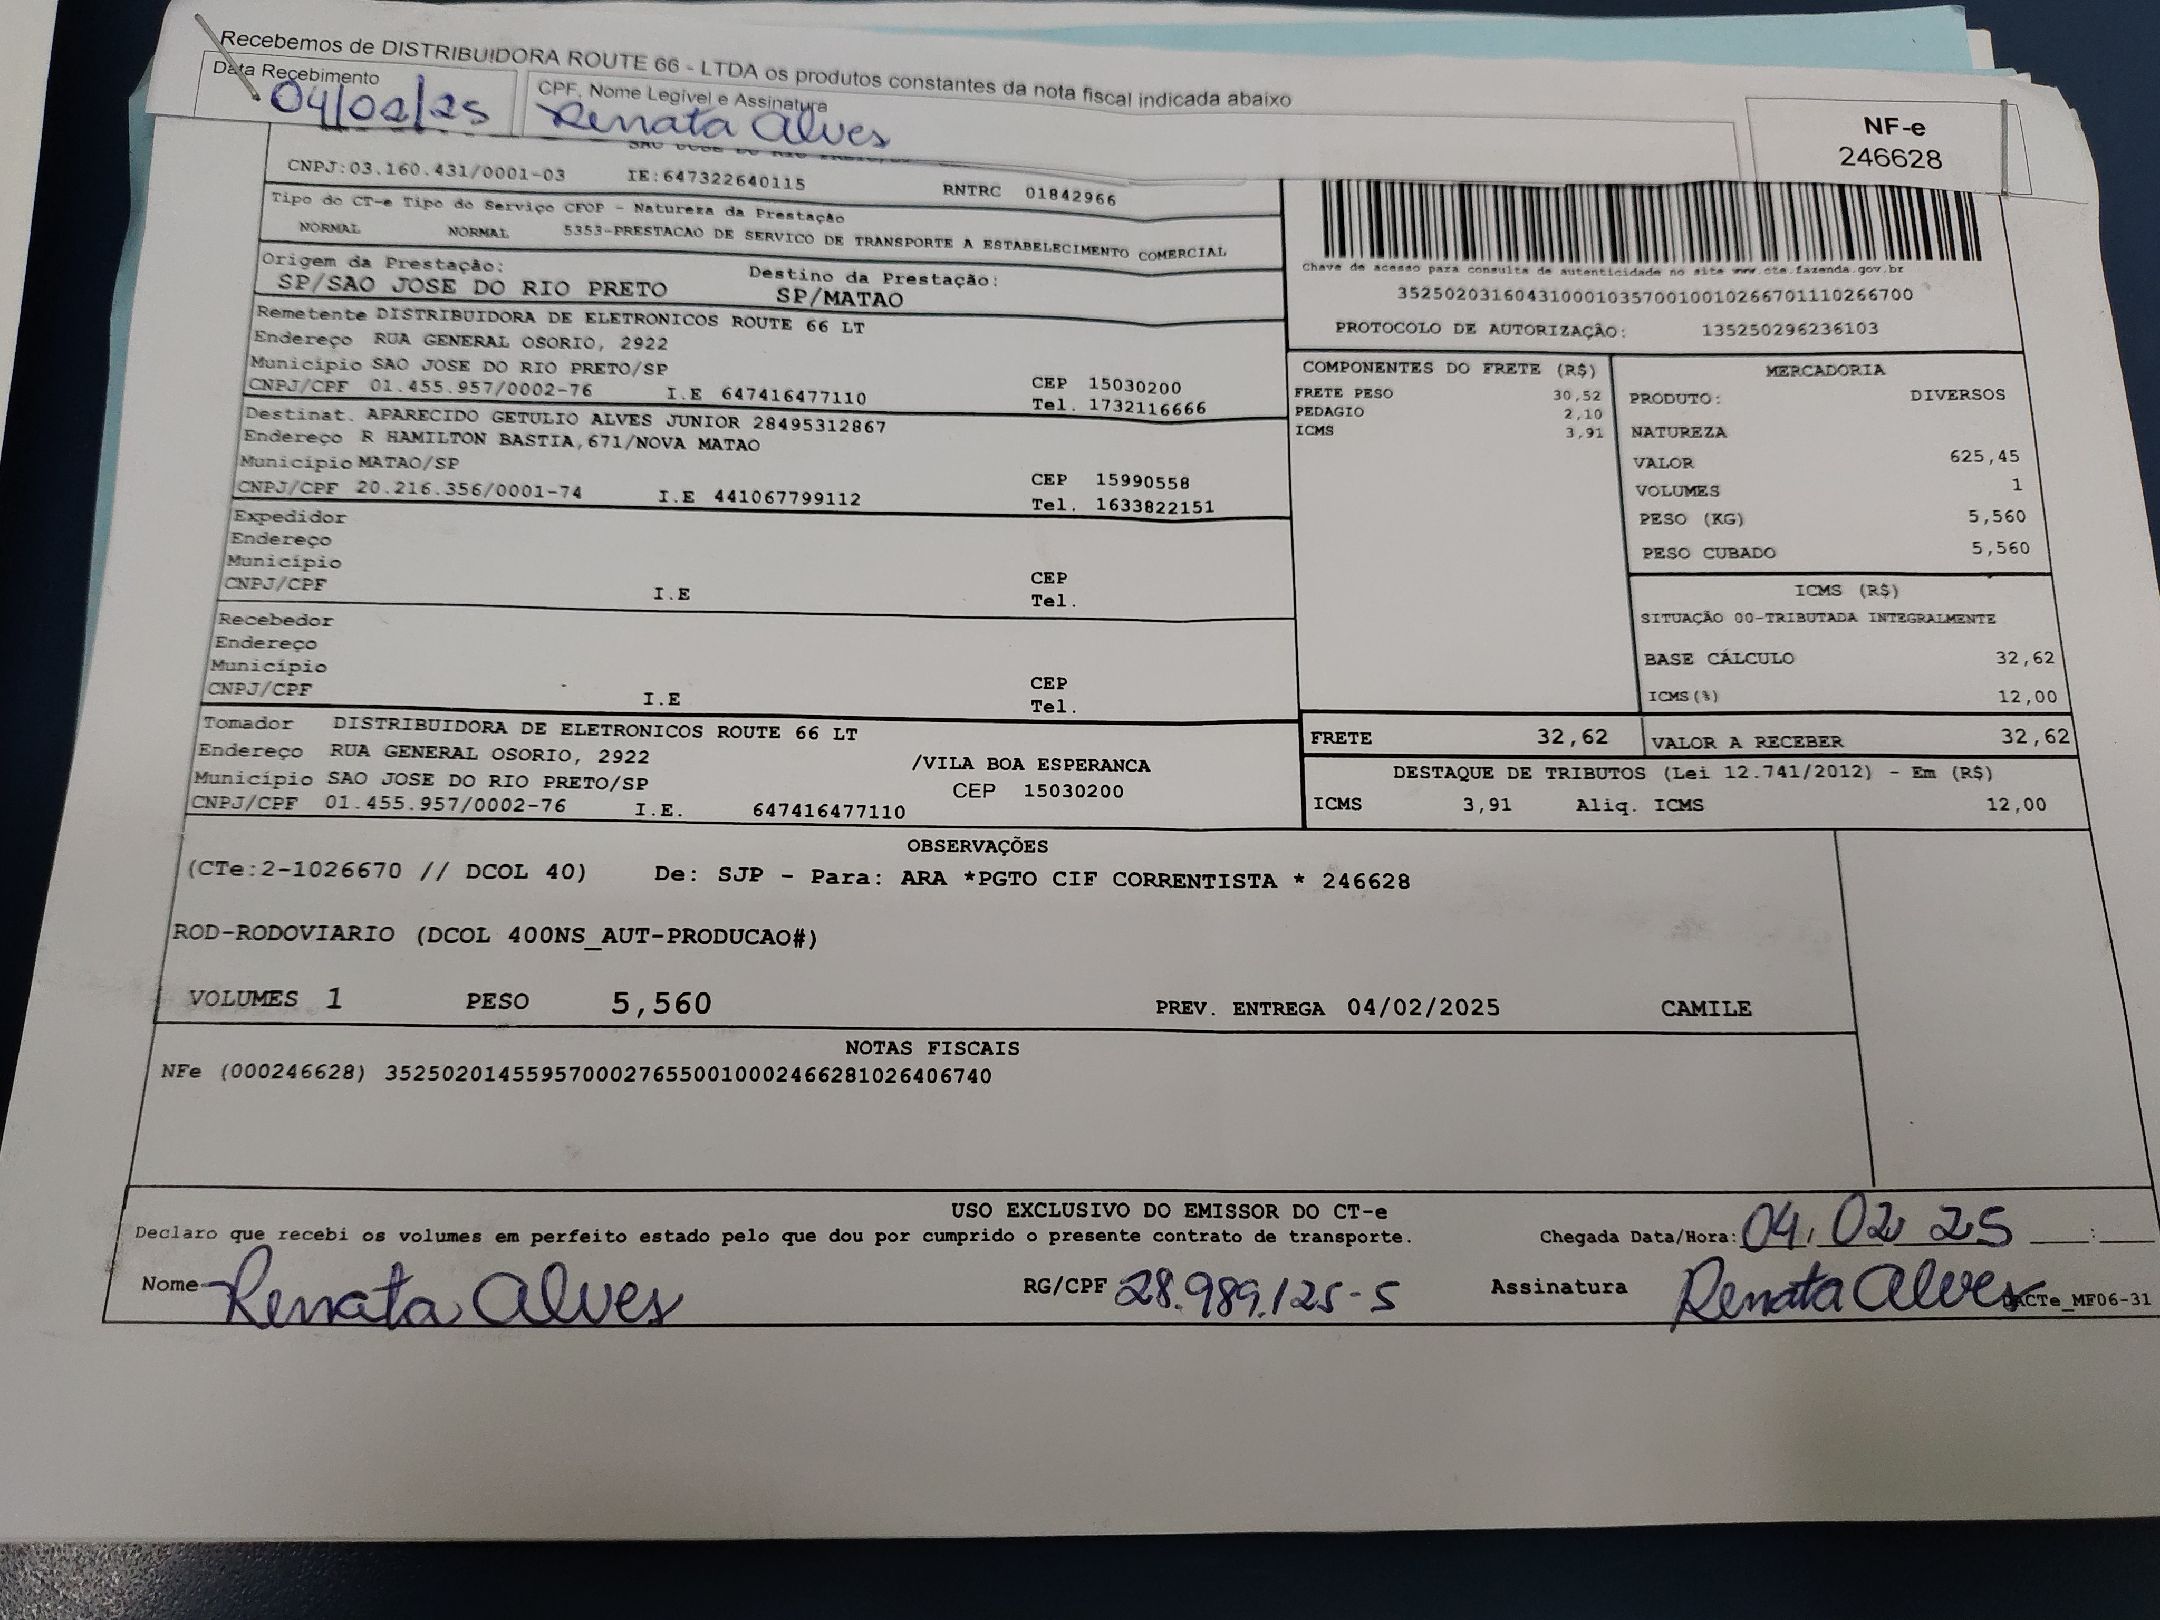 Recebemos de DISTRIBUIDORA ROUTE 66 - LTDA os produtos constantes da nota fiscal indicada abaixo
Data Recebimento
04/02/25
CPF, Nome Legível e Assinatura
Renata Alves
NF-e
246628
CNPJ:03.160.431/0001-03 IE:647322640115 RNTRC 01842966
Tipo do CT-e Tipo do Serviço CFOP - Natureza da Prestação
NORMAL NORMAL 5353-PRESTACAO DE SERVICO DE TRANSPORTE A ESTABELECIMENTO COMERCIAL
Origem da Prestação: Destino da Prestação:
SP/SAO JOSE DO RIO PRETO SP/MATAO
Chave de acesso para consulta de autenticidade no site www.cte.fazenda.gov.br
35250203160431000103570010010266701110266700
PROTOCOLO DE AUTORIZAÇÃO: 135250296236103
Remetente DISTRIBUIDORA DE ELETRONICOS ROUTE 66 LT
Endereço RUA GENERAL OSORIO, 2922
Município SAO JOSE DO RIO PRETO/SP CEP 15030200
CNPJ/CPF 01.455.957/0002-76 I.E 647416477110 Tel. 1732116666
Destinat. APARECIDO GETULIO ALVES JUNIOR 28495312867
Endereço R HAMILTON BASTIA,671/NOVA MATAO
Município MATAO/SP CEP 15990558
CNPJ/CPF 20.216.356/0001-74 I.E 441067799112 Tel. 1633822151
Expedidor
Endereço
Município CEP
CNPJ/CPF I.E Tel.
Recebedor
Endereço
Município CEP
CNPJ/CPF I.E Tel.
Tomador DISTRIBUIDORA DE ELETRONICOS ROUTE 66 LT
Endereço RUA GENERAL OSORIO, 2922 /VILA BOA ESPERANCA
Município SAO JOSE DO RIO PRETO/SP CEP 15030200
CNPJ/CPF 01.455.957/0002-76 I.E. 647416477110
COMPONENTES DO FRETE (R$)
FRETE PESO 30,52
PEDAGIO 2,10
ICMS 3,91
MERCADORIA
PRODUTO: DIVERSOS
NATUREZA
VALOR 625,45
VOLUMES 1
PESO (KG) 5,560
PESO CUBADO 5,560
ICMS (R$)
SITUAÇÃO 00-TRIBUTADA INTEGRALMENTE
BASE CÁLCULO 32,62
ICMS(%) 12,00
FRETE 32,62 VALOR A RECEBER 32,62
DESTAQUE DE TRIBUTOS (Lei 12.741/2012) - Em (R$)
ICMS 3,91 Aliq. ICMS 12,00
OBSERVAÇÕES
(CTe:2-1026670 // DCOL 40) De: SJP - Para: ARA *PGTO CIF CORRENTISTA * 246628
ROD-RODOVIARIO (DCOL 400NS_AUT-PRODUCAO#)
VOLUMES 1 PESO 5,560 PREV. ENTREGA 04/02/2025 CAMILE
NOTAS FISCAIS
NFe (000246628) 35250201455957000276550010002466281026406740
USO EXCLUSIVO DO EMISSOR DO CT-e
Declaro que recebi os volumes em perfeito estado pelo que dou por cumprido o presente contrato de transporte. Chegada Data/Hora: 04.02 25 ____:____
Nome Renata Alves RG/CPF 28.989.125-5 Assinatura Renata Alves
DACTe_MF06-31